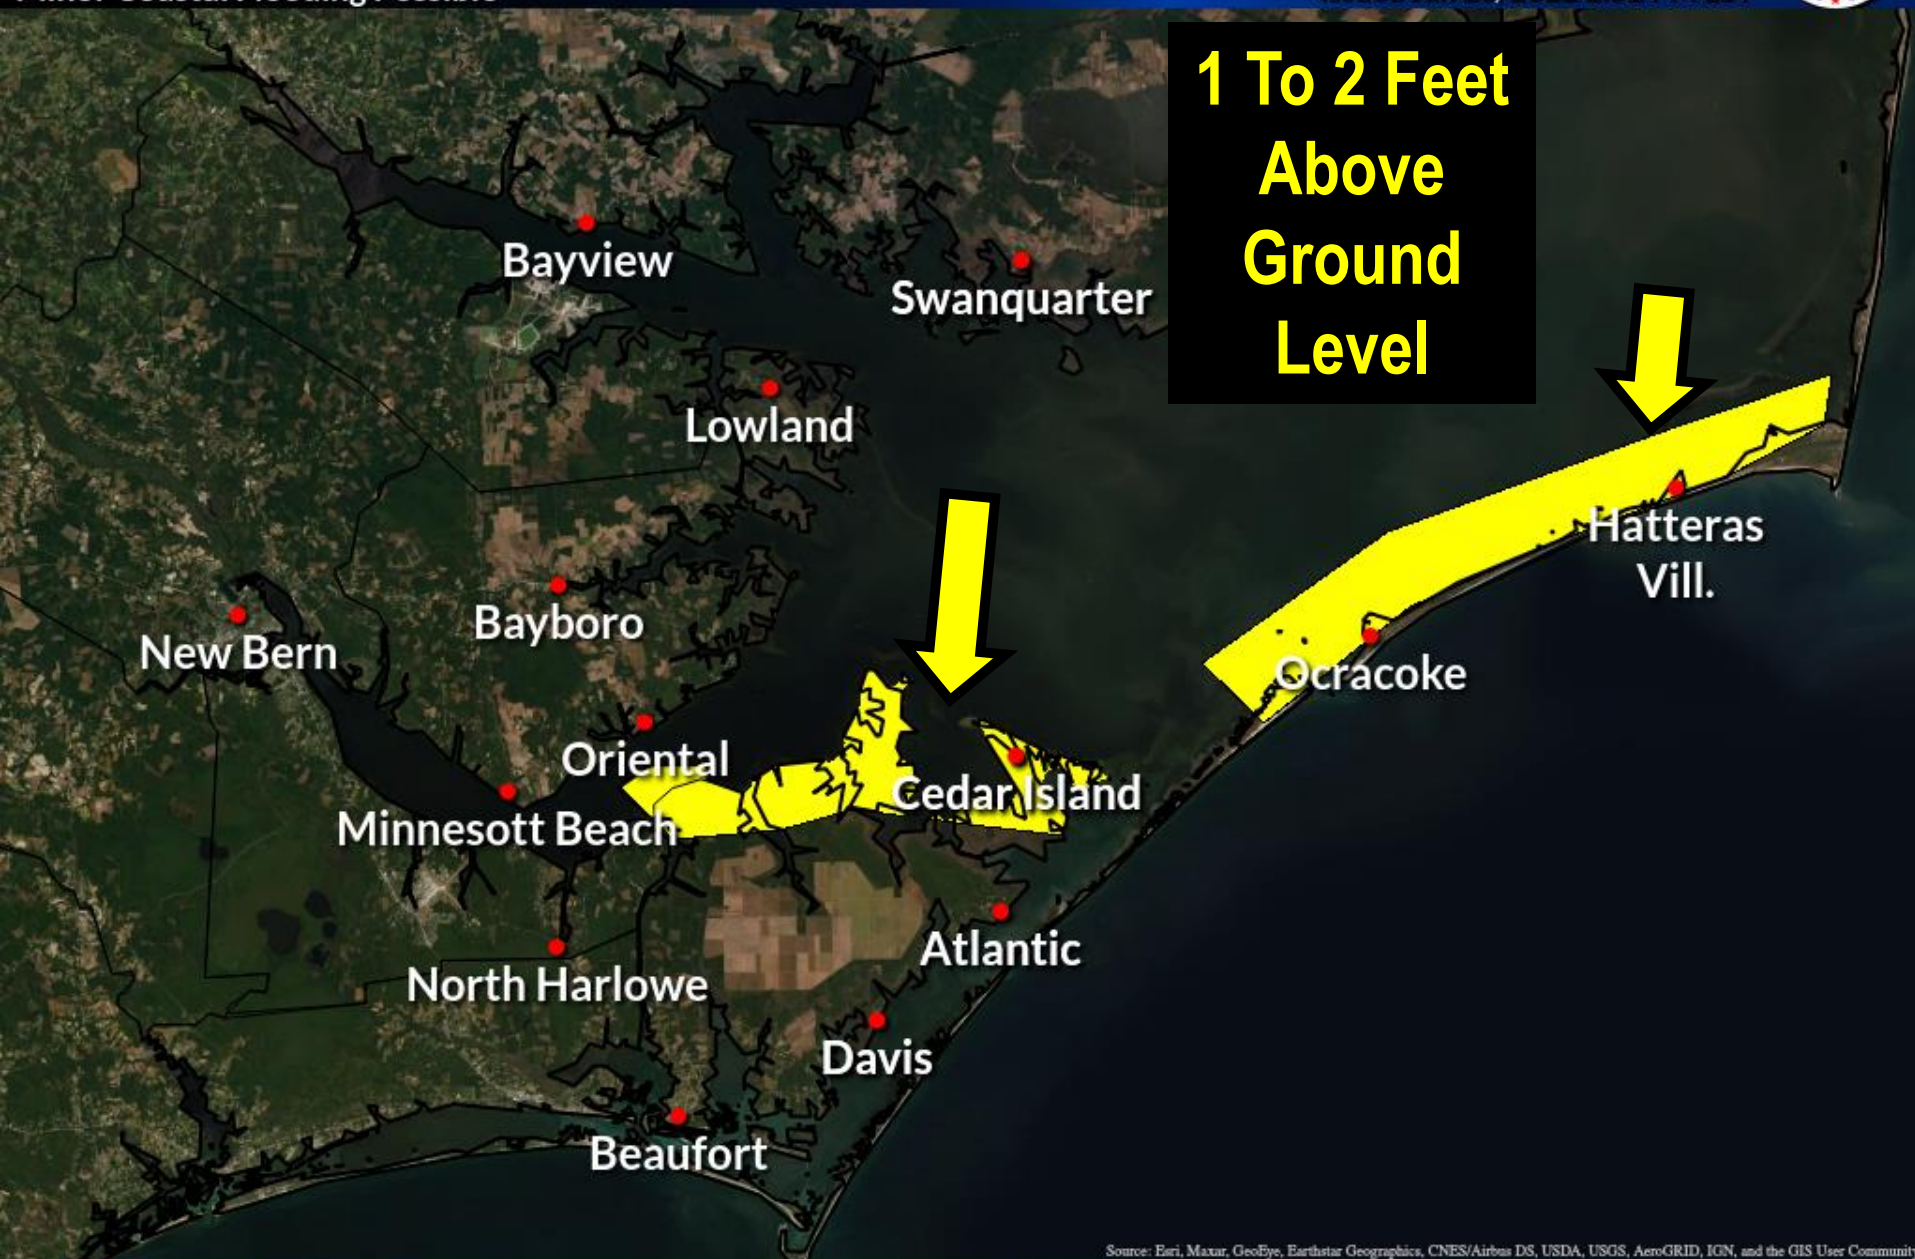 1 To 2 Feet
Above
Ground
Level
Bayview
Swanquarter
Lowland
Hatteras
Vill.
Bayboro
New Bern
Ocracoke
Oriental
Cedar Island
Minnesott Beach
Atlantic
North Harlowe
Davis
Beaufort
Source: Esri, Maxar, GeoEye, Earthstar Geographics, CNES/Airbus DS, USDA, USGS, AeroGRID, IGN, and the GIS User Communit